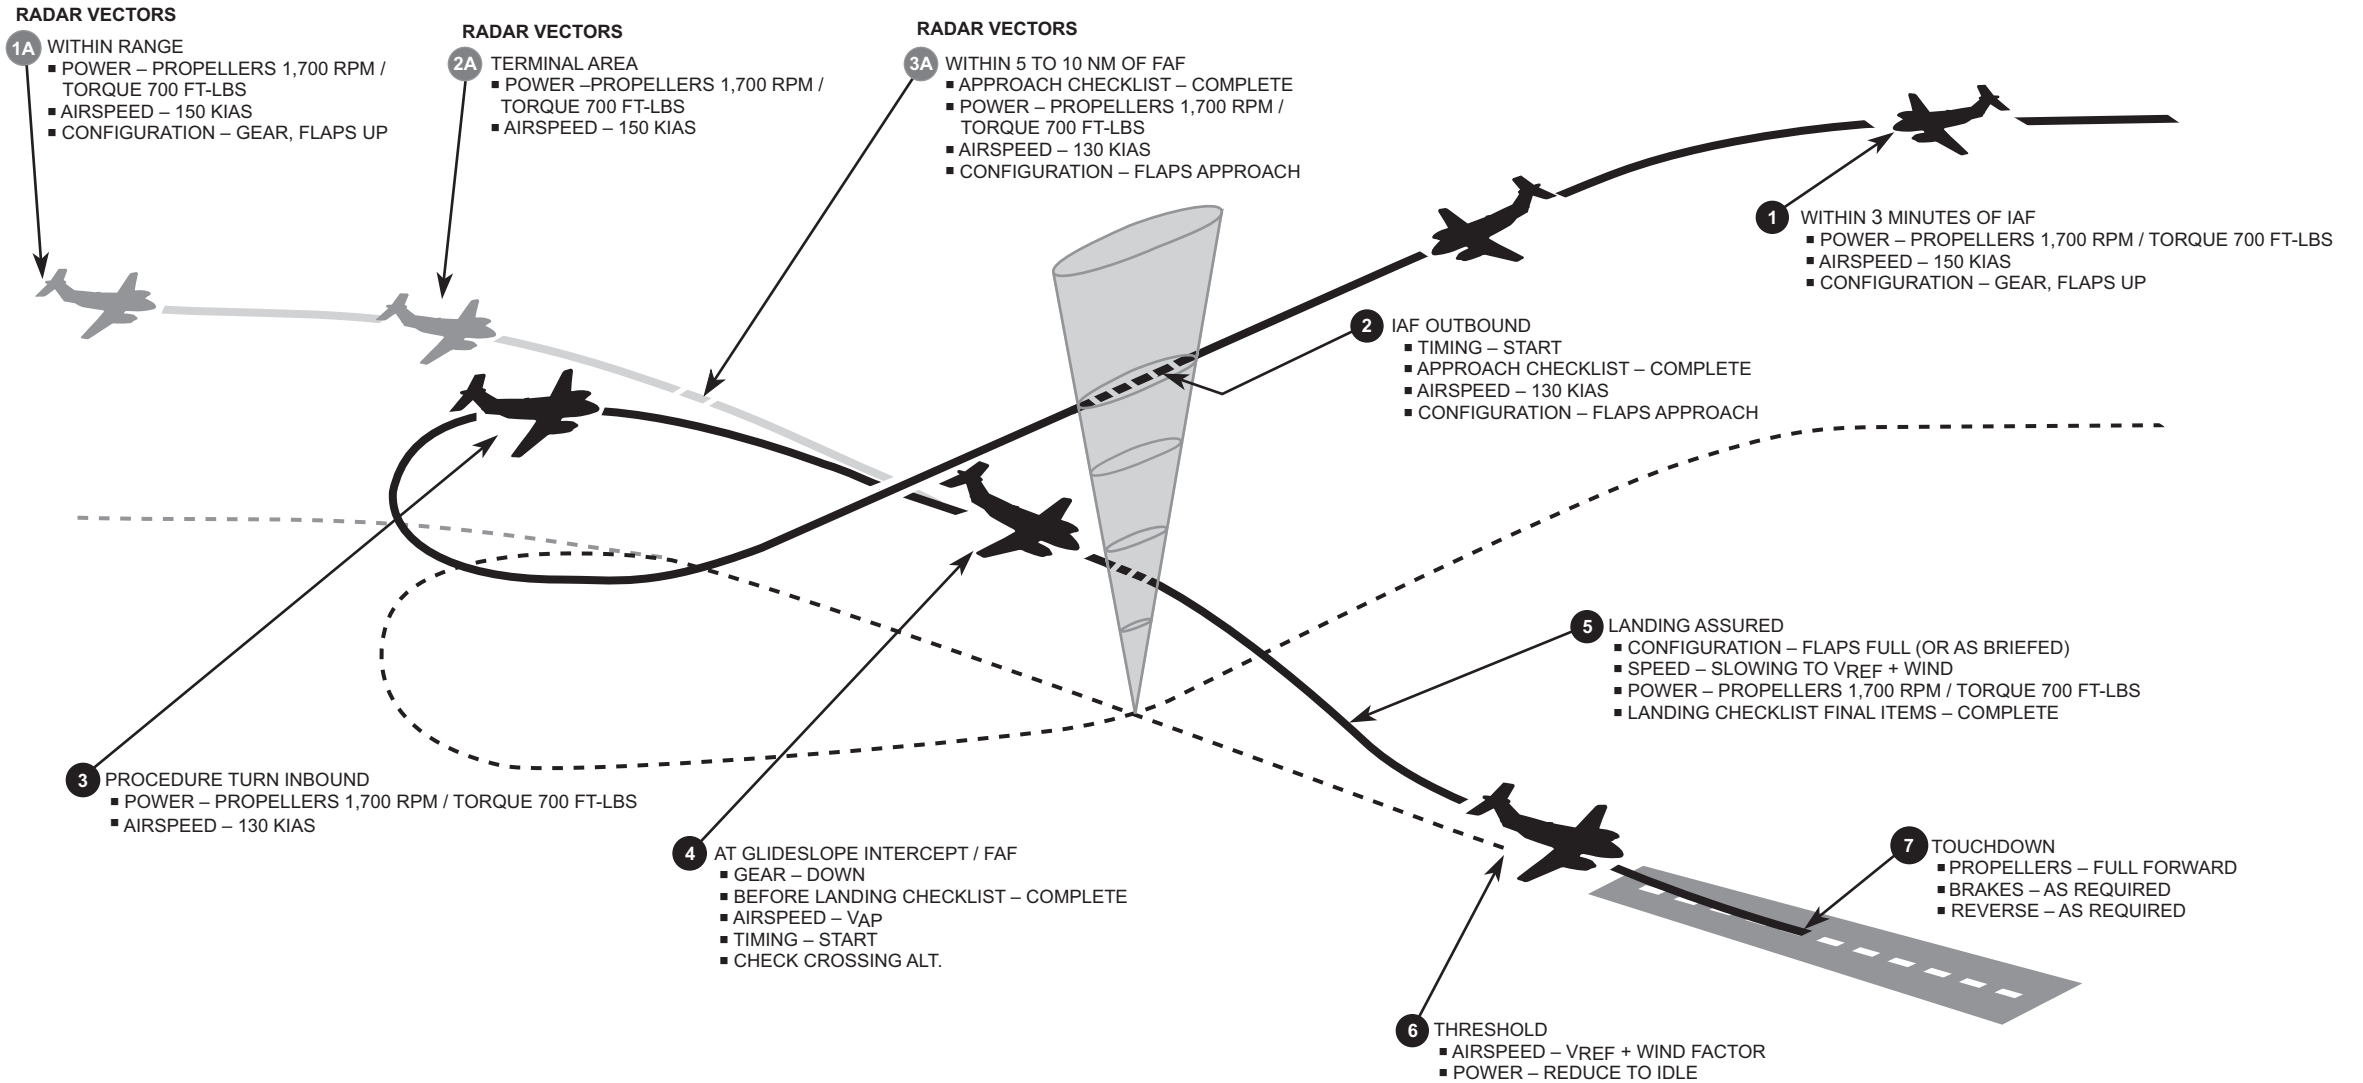 RADAR VECTORS
1A WITHIN RANGE
▪ POWER – PROPELLERS 1,700 RPM /
TORQUE 700 FT-LBS
▪ AIRSPEED – 150 KIAS
▪ CONFIGURATION – GEAR, FLAPS UP
RADAR VECTORS
2A TERMINAL AREA
▪ POWER –PROPELLERS 1,700 RPM /
TORQUE 700 FT-LBS
▪ AIRSPEED – 150 KIAS
RADAR VECTORS
3A WITHIN 5 TO 10 NM OF FAF
▪ APPROACH CHECKLIST – COMPLETE
▪ POWER – PROPELLERS 1,700 RPM /
TORQUE 700 FT-LBS
▪ AIRSPEED – 130 KIAS
▪ CONFIGURATION – FLAPS APPROACH
1 WITHIN 3 MINUTES OF IAF
▪ POWER – PROPELLERS 1,700 RPM / TORQUE 700 FT-LBS
▪ AIRSPEED – 150 KIAS
▪ CONFIGURATION – GEAR, FLAPS UP
2 IAF OUTBOUND
▪ TIMING – START
▪ APPROACH CHECKLIST – COMPLETE
▪ AIRSPEED – 130 KIAS
▪ CONFIGURATION – FLAPS APPROACH
3 PROCEDURE TURN INBOUND
▪ POWER – PROPELLERS 1,700 RPM / TORQUE 700 FT-LBS
▪ AIRSPEED – 130 KIAS
4 AT GLIDESLOPE INTERCEPT / FAF
▪ GEAR – DOWN
▪ BEFORE LANDING CHECKLIST – COMPLETE
▪ AIRSPEED – VAP
▪ TIMING – START
▪ CHECK CROSSING ALT.
5 LANDING ASSURED
▪ CONFIGURATION – FLAPS FULL (OR AS BRIEFED)
▪ SPEED – SLOWING TO VREF + WIND
▪ POWER – PROPELLERS 1,700 RPM / TORQUE 700 FT-LBS
▪ LANDING CHECKLIST FINAL ITEMS – COMPLETE
6 THRESHOLD
▪ AIRSPEED – VREF + WIND FACTOR
▪ POWER – REDUCE TO IDLE
7 TOUCHDOWN
▪ PROPELLERS – FULL FORWARD
▪ BRAKES – AS REQUIRED
▪ REVERSE – AS REQUIRED